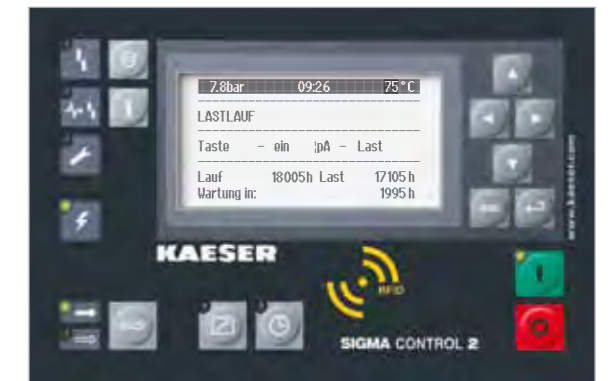 7.8bar 09:26 75°C
LASTLAUF
Taste - ein ¦pA - Last
Lauf 18005h Last 17105h
Wartung in: 1995h
www.kaeser.com
KAESER
RFID
SIGMA CONTROL 2